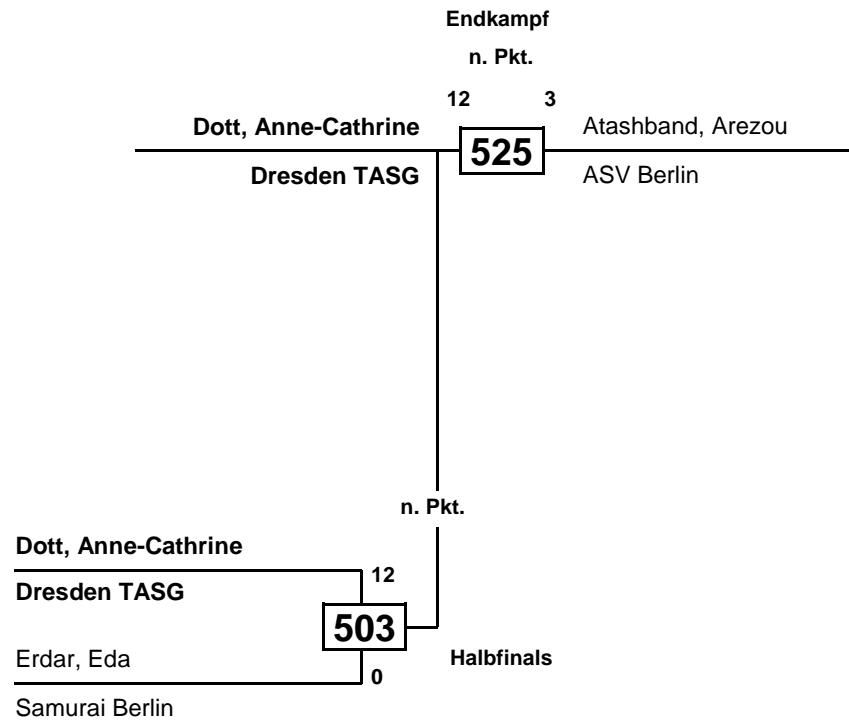 Endkampf
n. Pkt.
12 3
Dott, Anne-Cathrine 525 Atashband, Arezou
Dresden TASG ASV Berlin
n. Pkt.
Dott, Anne-Cathrine
12
Dresden TASG
503
Erdar, Eda Halbfinals
0
Samurai Berlin